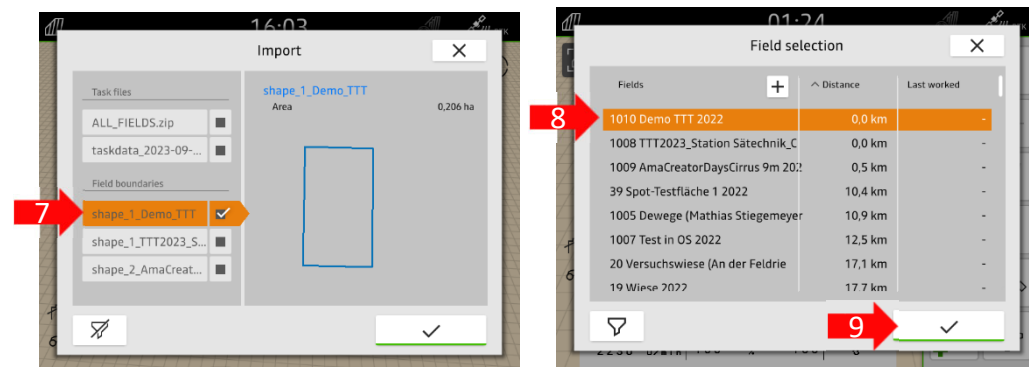 16:03
Import
Task files
ALL_FIELDS.zip
taskdata_2023-09-...
Field boundaries
7
shape_1_Demo_TTT
shape_1_TTT2023_S...
shape_2_AmaCreat...
shape_1_Demo_TTT
Area 0,206 ha
01:24
Field selection
Fields + Distance Last worked
8
1010 Demo TTT 2022 0,0 km -
1008 TTT2023_Station Sätechnik_C 0,0 km -
1009 AmaCreatorDaysCirrus 9m 202 0,5 km -
39 Spot-Testfläche 1 2022 10,4 km -
1005 Dewege (Mathias Stiegemeyer 10,9 km -
1007 Test in OS 2022 12,5 km -
20 Versuchswiese (An der Feldrie 17,1 km -
19 Wiese 2022 17,7 km -
9